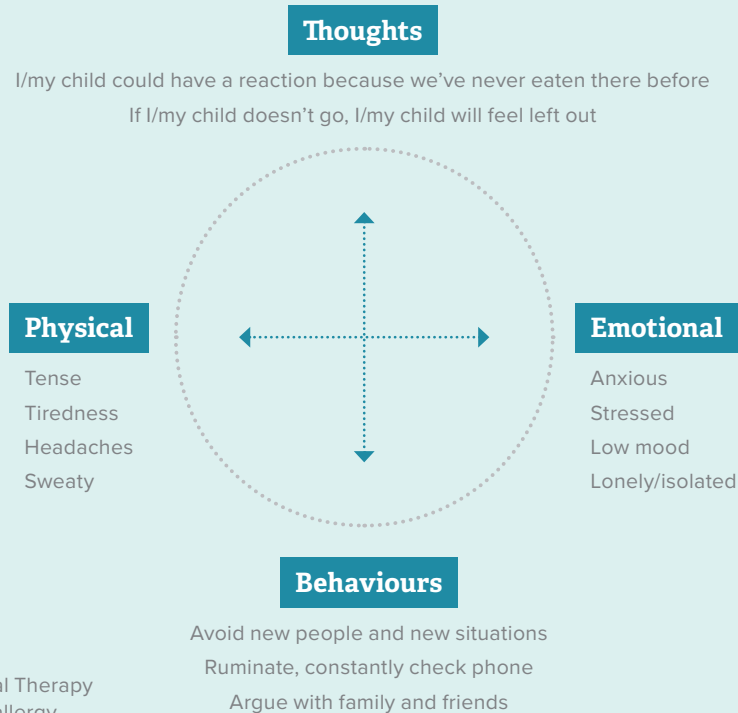 Thoughts
I/my child could have a reaction because we've never eaten there before
If I/my child doesn't go, I/my child will feel left out
Physical
Tense
Tiredness
Headaches
Sweaty
Emotional
Anxious
Stressed
Low mood
Lonely/isolated
Behaviours
Avoid new people and new situations
Ruminate, constantly check phone
Argue with family and friends
Therapy